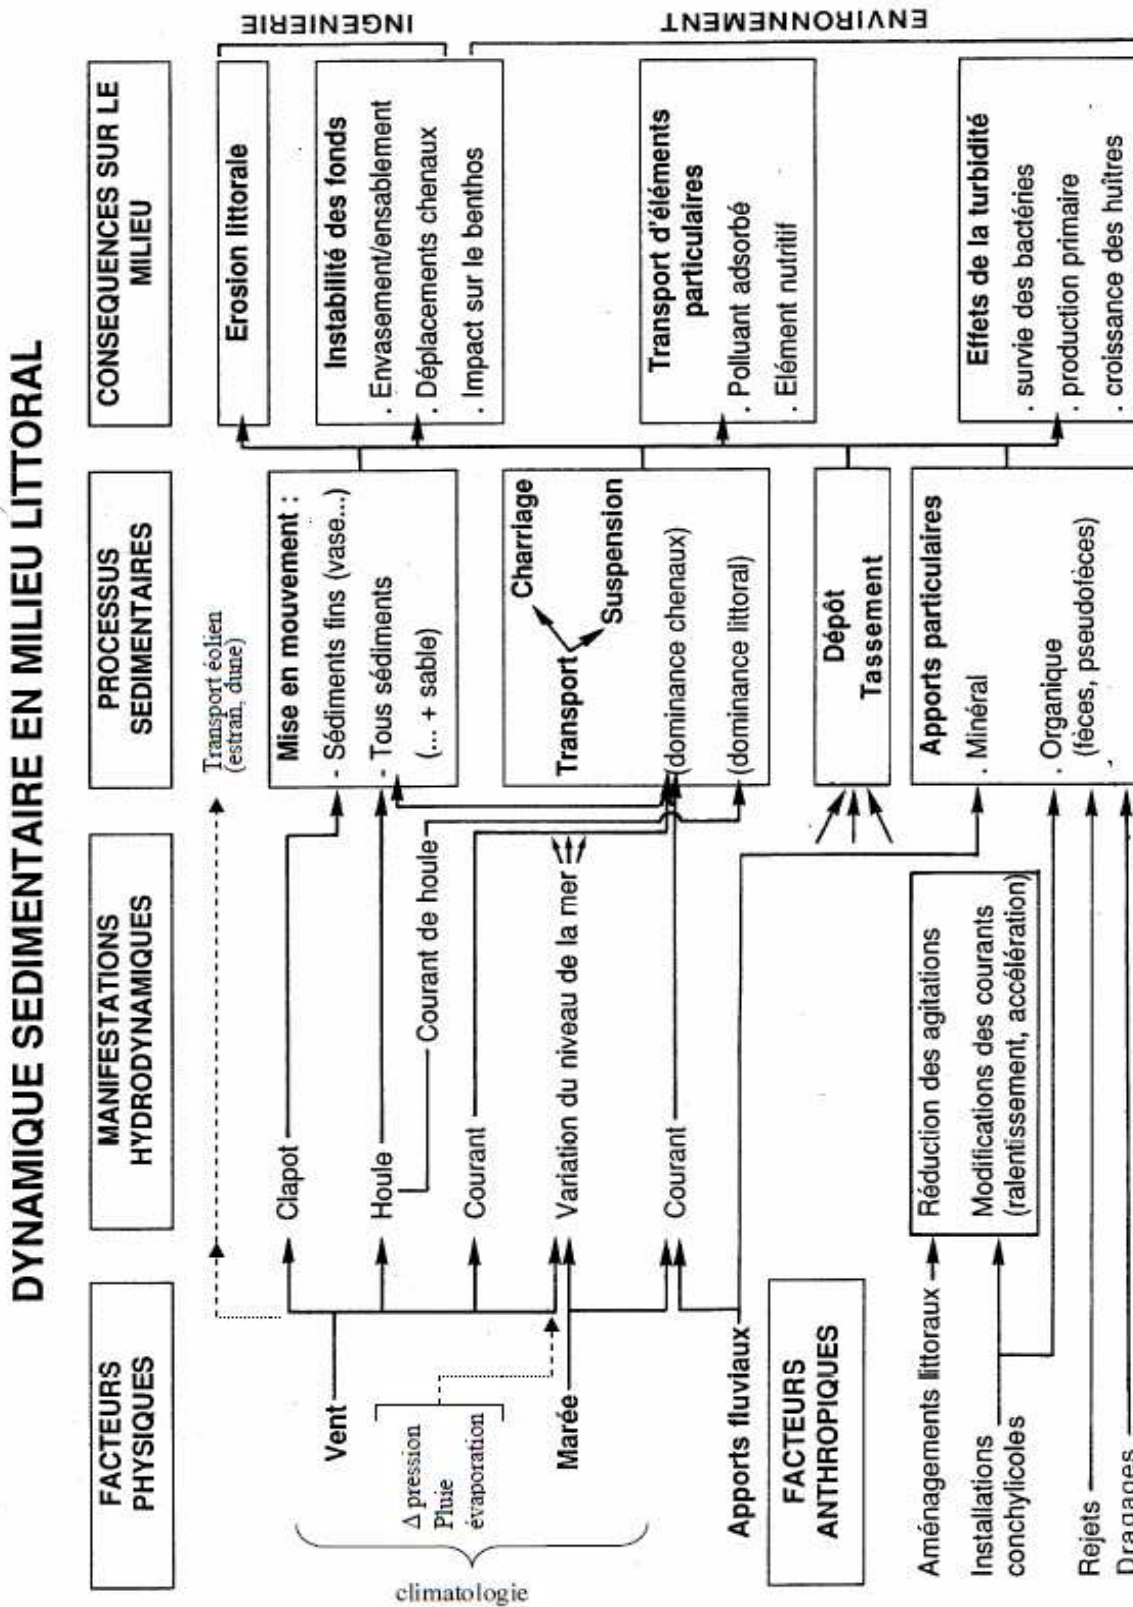 DYNAMIQUE SEDIMENTAIRE EN MILIEU LITTORAL
FACTEURS
PHYSIQUES
MANIFESTATIONS
HYDRODYNAMIQUES
PROCESSUS
SEDIMENTAIRES
CONSEQUENCES SUR LE
MILIEU
climatologie
Vent
Δ pression
Pluie
évaporation
Marée
Apports fluviaux
FACTEURS
ANTHROPIQUES
Aménagements littoraux
Installations
conchylicoles
Rejets
Dragages
Clapot
Houle
Courant de houle
Courant
Variation du niveau de la mer
Courant
Réduction des agitations
Modifications des courants
(ralentissement, accélération)
Transport éolien
(estran, dune)
Mise en mouvement :
- Sédiments fins (vase...)
- Tous sédiments
(... + sable)
Transport
Charriage
Suspension
(dominance chenaux)
(dominance littoral)
Dépôt
Tassement
Apports particulaires
. Minéral
. Organique
(fèces, pseudofèces)
Erosion littorale
Instabilité des fonds
. Envasement/ensablement
. Déplacements chenaux
. Impact sur le benthos
Transport d'éléments
particulaires
. Polluant adsorbé
. Elément nutritif
Effets de la turbidité
. survie des bactéries
. production primaire
. croissance des huîtres
INGENIERIE
ENVIRONNEMENT